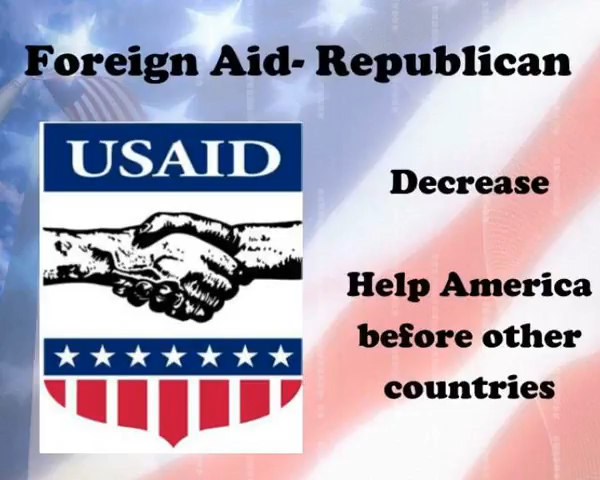 Foreign Aid- Republican
USAID
Decrease
Help America
before other
countries